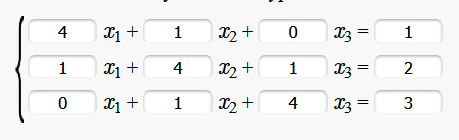 4 x₁ + 1 x₂ + 0 x₃ = 1
1 x₁ + 4 x₂ + 1 x₃ = 2
0 x₁ + 1 x₂ + 4 x₃ = 3